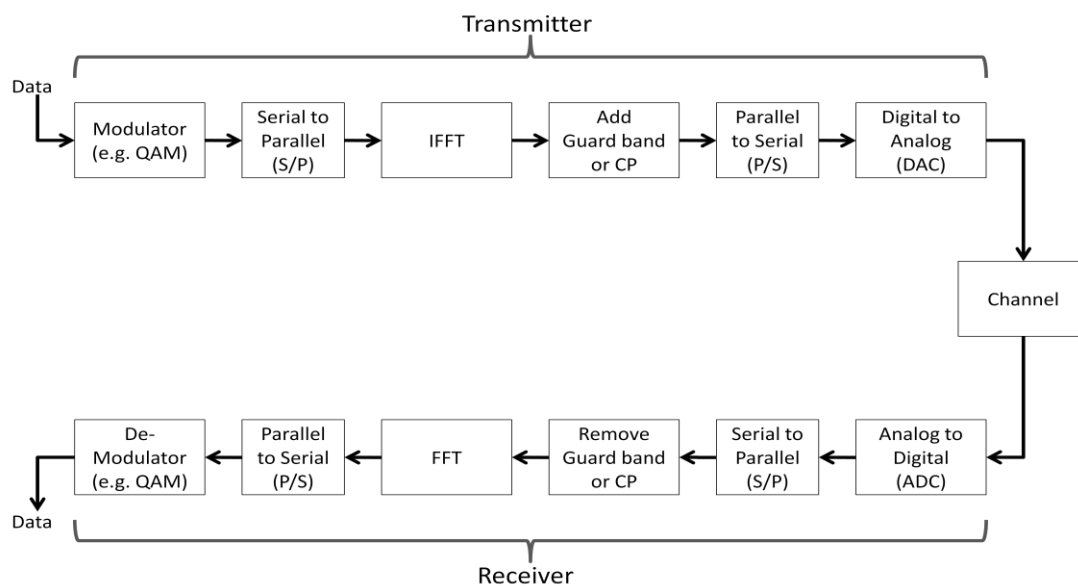 Transmitter
Data
Modulator
(e.g. QAM)
Serial to
Parallel
(S/P)
IFFT
Add
Guard band
or CP
Parallel
to Serial
(P/S)
Digital to
Analog
(DAC)
Channel
De-
Modulator
(e.g. QAM)
Parallel
to Serial
(P/S)
FFT
Remove
Guard band
or CP
Serial to
Parallel
(S/P)
Analog to
Digital
(ADC)
Data
Receiver